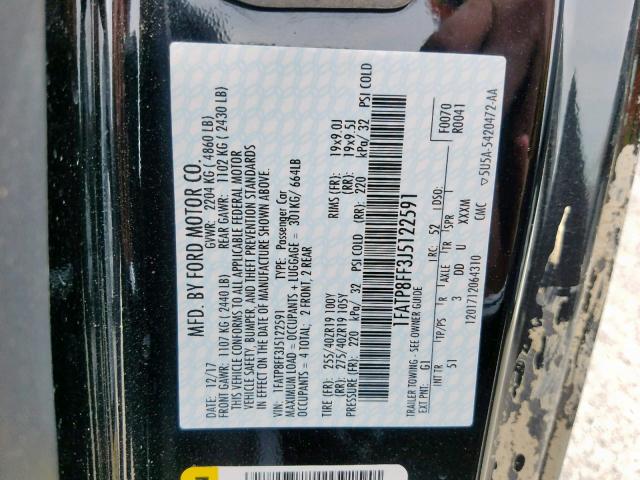 MFD. BY FORD MOTOR CO.
DATE: 12/17 GVWR: 2204 KG ( 4860 LB)
FRONT GAWR: 1107 KG ( 2440 LB) REAR GAWR: 1102 KG ( 2430 LB)
THIS VEHICLE CONFORMS TO ALL APPLICABLE FEDERAL MOTOR
VEHICLE SAFETY, BUMPER, AND THEFT PREVENTION STANDARDS
IN EFFECT ON THE DATE OF MANUFACTURE SHOWN ABOVE.
VIN: 1FATP8FF3J5122591 TYPE: Passenger Car
MAXIMUM LOAD = OCCUPANTS + LUGGAGE = 301KG/ 664LB
OCCUPANTS = 4 TOTAL: 2 FRONT, 2 REAR
TIRE (FR): 255/40ZR19 100Y RIMS (FR): 19x9.0J
(RR): 275/40ZR19 105Y (RR): 19x9.5J
PRESSURE (FR): 220 kPa/ 32 PSI COLD (RR): 220 kPa/ 32 PSI COLD
1FATP8FF3J5122591
TRAILER TOWING - SEE OWNER GUIDE
EXT PNT: G1 RC: 52 DSO: F0070
R0041
INT TR TP/PS R AXLE TR SPR
51 3 DD U XXXM
1201712064310 CMC
▽5U5A-5420472-AA